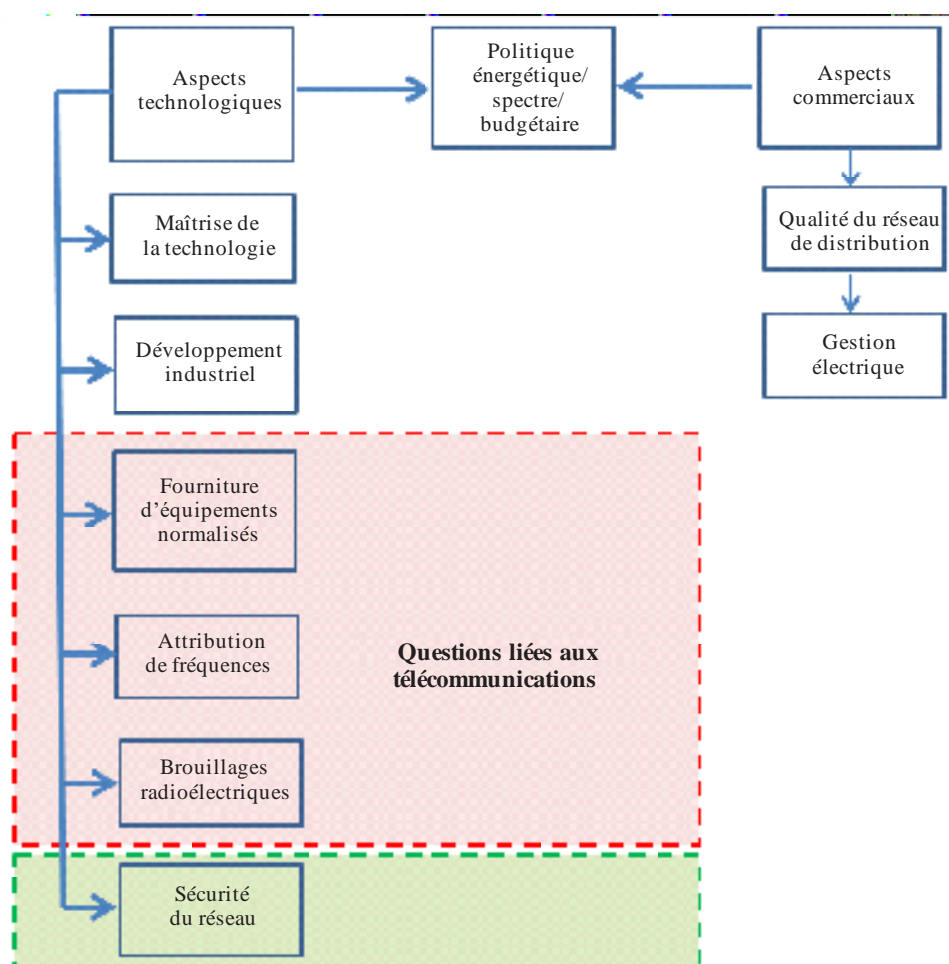 Aspects
technologiques
Politique
énergétique/
spectre/
budgétaire
Aspects
commerciaux
Maîtrise de
la technologie
Qualité du réseau
de distribution
Développement
industriel
Gestion
électrique
Fourniture
d'équipements
normalisés
Attribution
de fréquences
Questions liées aux
télécommunications
Brouillages
radioélectriques
Sécurité
du réseau